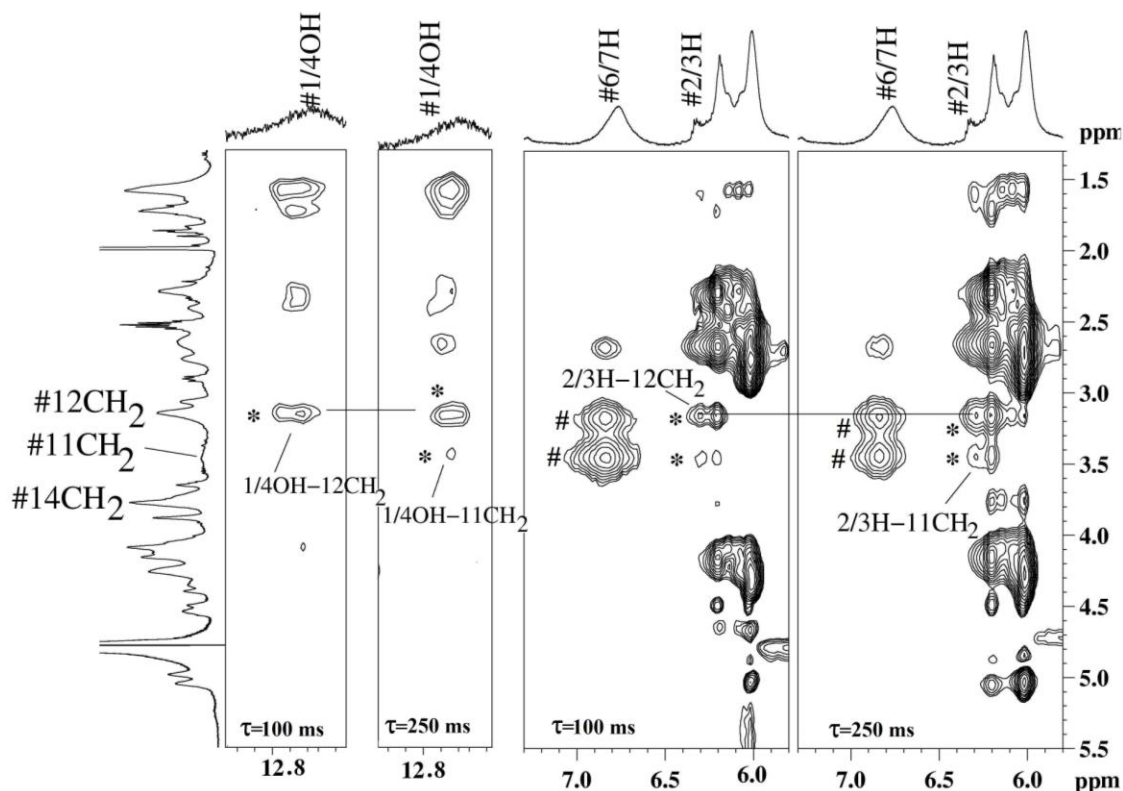 #1/4OH
#1/4OH
#6/7H
#2/3H
#6/7H
#2/3H
ppm
1.5
2.0
2.5
3.0
3.5
4.0
4.5
5.0
5.5
#12CH2
#11CH2
#14CH2
*
1/4OH−12CH2
*
*
1/4OH−11CH2
2/3H−12CH2
#
#
*
*
#
#
*
*
2/3H−11CH2
τ=100 ms
τ=250 ms
τ=100 ms
τ=250 ms
12.8
12.8
7.0
6.5
6.0
7.0
6.5
6.0
ppm